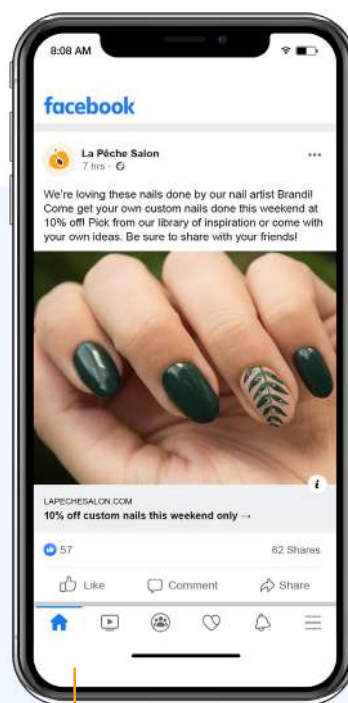 8:08 AM
facebook
La Pêche Salon
7 hrs ·
We're loving these nails done by our nail artist Brandi!
Come get your own custom nails done this weekend at
10% off! Pick from our library of inspiration or come with
your own ideas. Be sure to share with your friends!
i
LAPECHESALON.COM
10% off custom nails this weekend only →
57
62 Shares
Like
Comment
Share